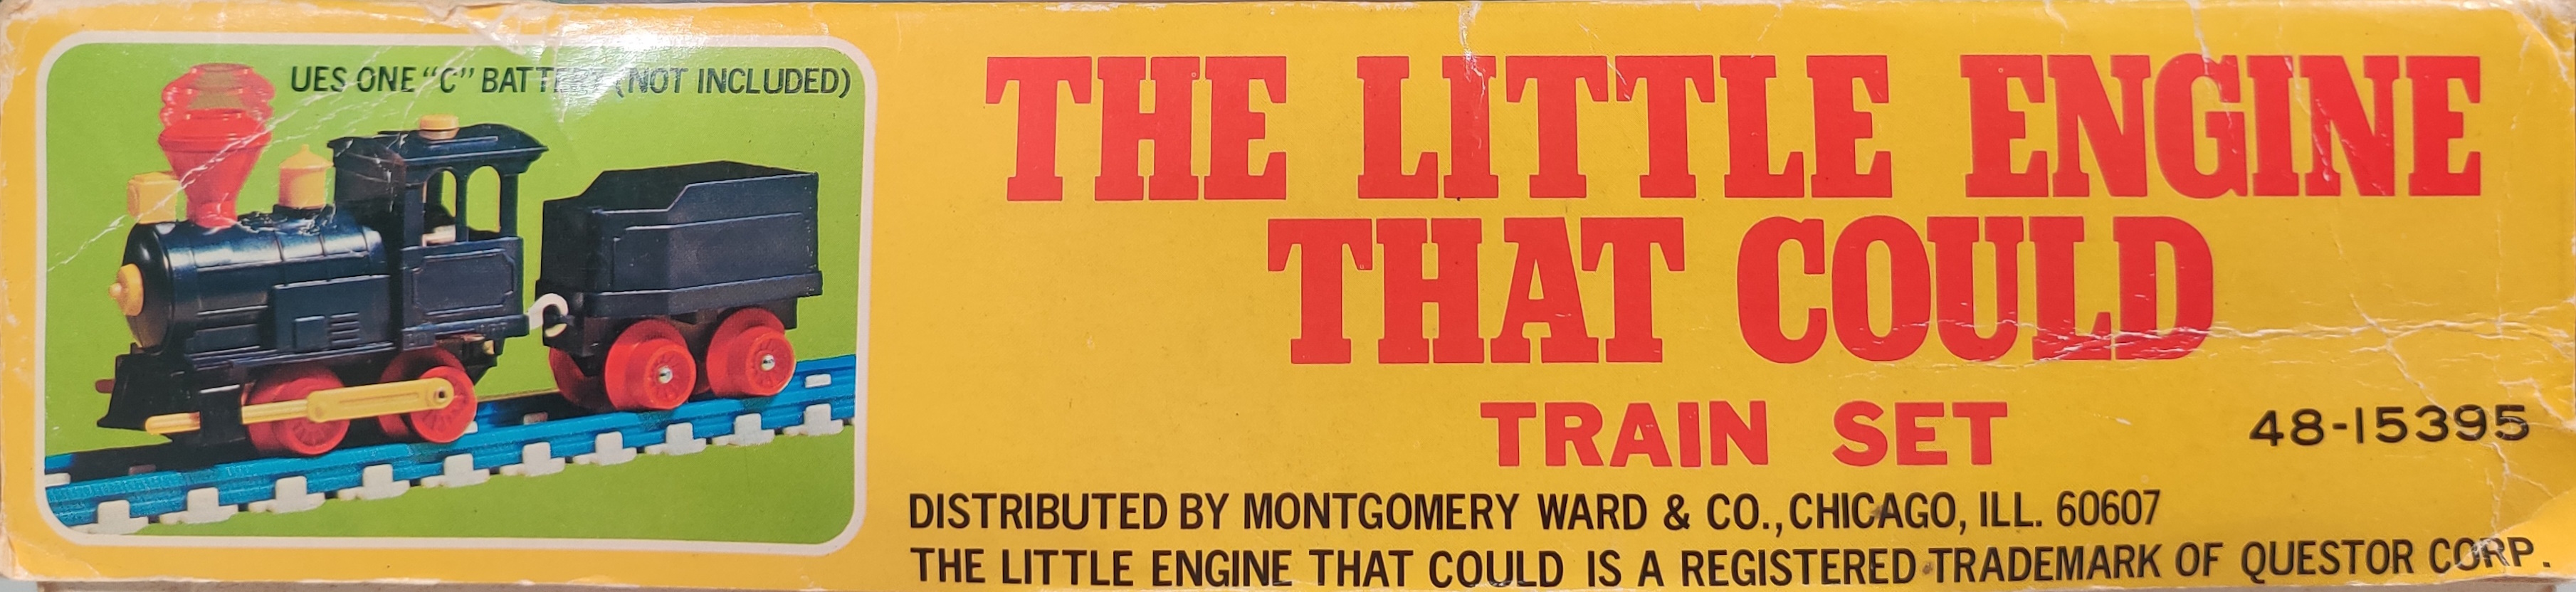 UES ONE "C" BATTERY (NOT INCLUDED)
THE LITTLE ENGINE
THAT COULD
TRAIN SET
48-15395
DISTRIBUTED BY MONTGOMERY WARD & CO., CHICAGO, ILL. 60607
THE LITTLE ENGINE THAT COULD IS A REGISTERED TRADEMARK OF QUESTOR CORP.